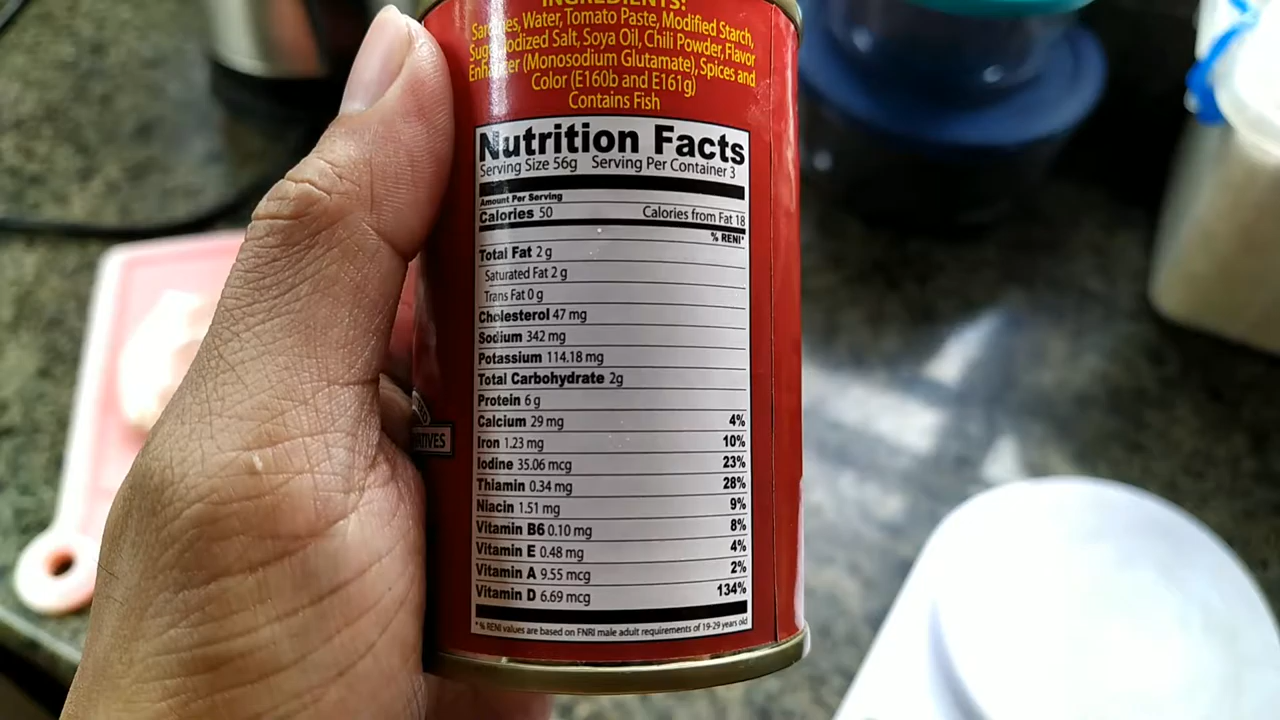 INGREDIENTS:
Water, Tomato Paste, Modified Starch,
Iodized Salt, Soya Oil, Chili Powder, Flavor
(Monosodium Glutamate), Spices and
Color (E160b and E161g)
Contains Fish
Nutrition Facts
Serving Size 56g Serving Per Container 3
Amount Per Serving
Calories 50 Calories from Fat 18
% RENI*
Total Fat 2 g
Saturated Fat 2 g
Trans Fat 0 g
Cholesterol 47 mg
Sodium 342 mg
Potassium 114.18 mg
Total Carbohydrate 2g
Protein 6 g
Calcium 29 mg 4%
Iron 1.23 mg 10%
Iodine 35.06 mcg 23%
Thiamin 0.34 mg 28%
Niacin 1.51 mg 9%
Vitamin B6 0.10 mg 8%
Vitamin E 0.48 mg 4%
Vitamin A 9.55 mcg 2%
Vitamin D 6.69 mcg 134%
* % RENI values are based on FNRI male adult requirements of 19-29 years old